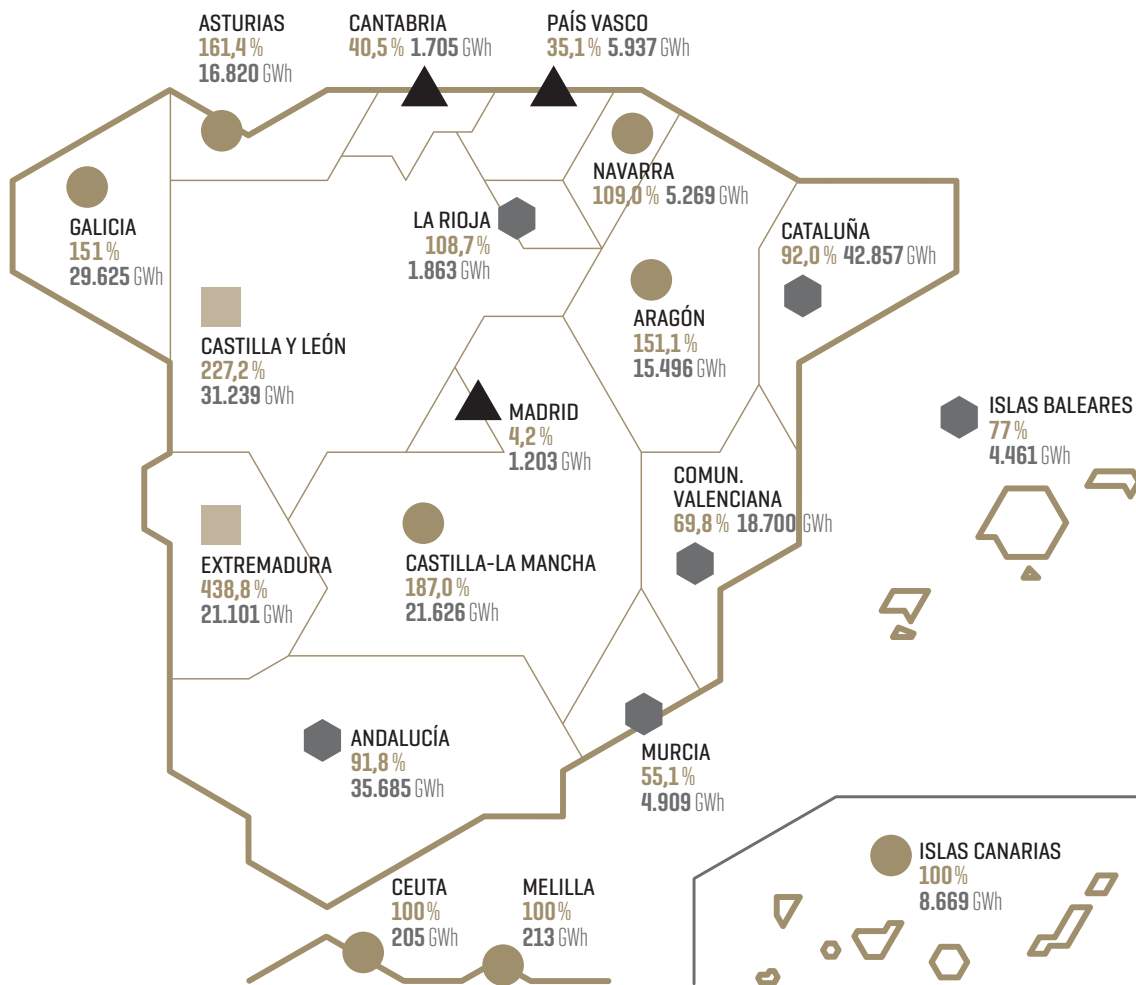 ASTURIAS
161,4 %
16.820 GWh
CANTABRIA
40,5 % 1.705 GWh
PAÍS VASCO
35,1 % 5.937 GWh
GALICIA
151 %
29.625 GWh
NAVARRA
109,0 % 5.269 GWh
LA RIOJA
108,7 %
1.863 GWh
CATALUÑA
92,0 % 42.857 GWh
CASTILLA Y LEÓN
227,2 %
31.239 GWh
ARAGÓN
151,1 %
15.496 GWh
MADRID
4,2 %
1.203 GWh
ISLAS BALEARES
77 %
4.461 GWh
COMUN.
VALENCIANA
69,8 % 18.700 GWh
EXTREMADURA
438,8 %
21.101 GWh
CASTILLA-LA MANCHA
187,0 %
21.626 GWh
ANDALUCÍA
91,8 %
35.685 GWh
MURCIA
55,1 %
4.909 GWh
ISLAS CANARIAS
100 %
8.669 GWh
CEUTA
100 %
205 GWh
MELILLA
100 %
213 GWh